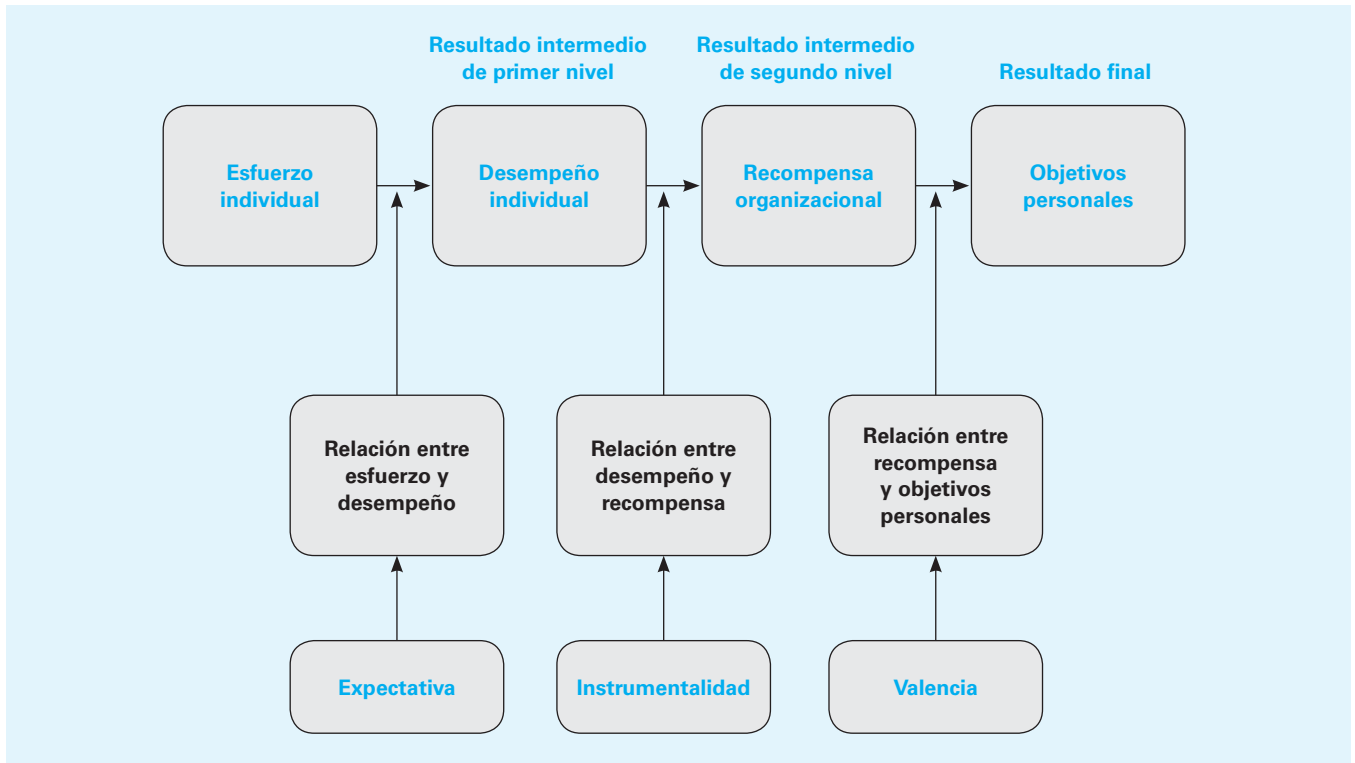 Resultado intermedio
de primer nivel
Resultado intermedio
de segundo nivel
Resultado final
Esfuerzo
individual
Desempeño
individual
Recompensa
organizacional
Objetivos
personales
Relación entre
esfuerzo y
desempeño
Relación entre
desempeño y
recompensa
Relación entre
recompensa
y objetivos
personales
Expectativa
Instrumentalidad
Valencia